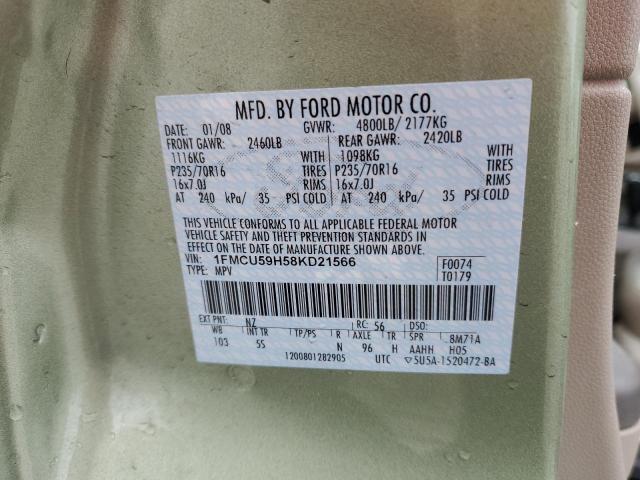 MFD. BY FORD MOTOR CO.
DATE: 01/08 GVWR: 4800LB/ 2177KG
FRONT GAWR: 2460LB REAR GAWR: 2420LB
1116KG WITH 1098KG WITH
P235/70R16 TIRES P235/70R16 TIRES
16x7.0J RIMS 16x7.0J RIMS
AT 240 kPa/ 35 PSI COLD AT 240 kPa/ 35 PSI COLD
THIS VEHICLE CONFORMS TO ALL APPLICABLE FEDERAL MOTOR
VEHICLE SAFETY AND THEFT PREVENTION STANDARDS IN
EFFECT ON THE DATE OF MANUFACTURE SHOWN ABOVE.
VIN: 1FMCU59H58KD21566 F0074
TYPE: MPV T0179
EXT PNT: NZ RC: 56 DSO:
WB INT TR TP/PS R AXLE TR SPR 8M71A
103 55 N 96 H AAHH H05
1200801282905 UTC ▽5U5A-1520472-BA